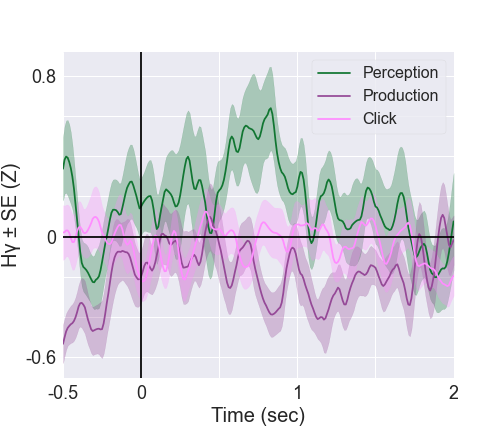 Perception
Production
Click
Hγ ± SE (Z)
0.8
0
-0.6
-0.5 0 1 2
Time (sec)